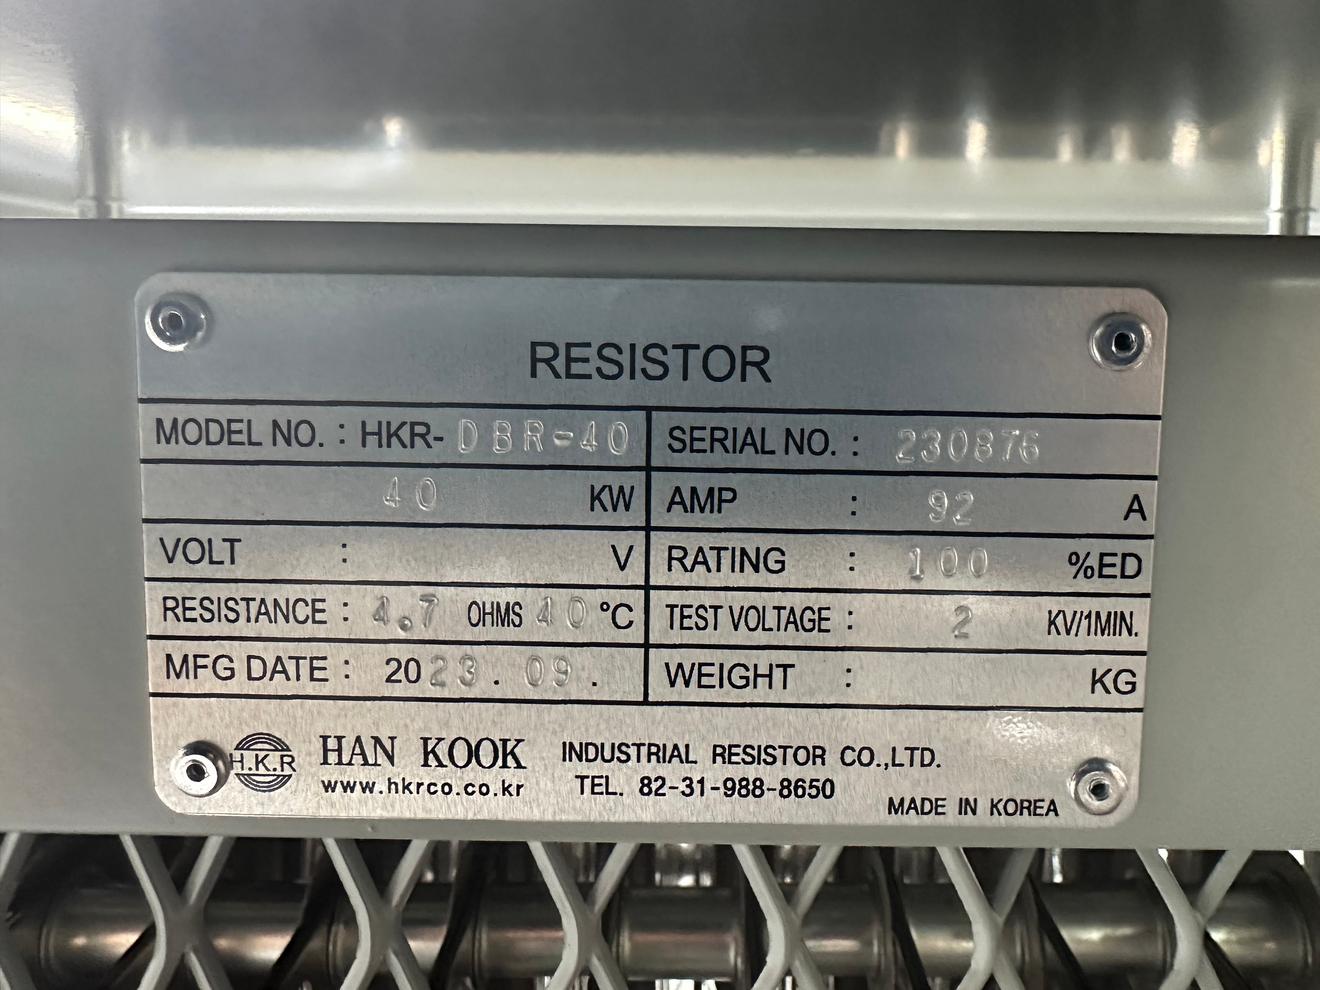 RESISTOR
MODEL NO. : HKR-DBR-40 SERIAL NO. : 230876
40 KW AMP : 92 A
VOLT : V RATING : 100 %ED
RESISTANCE : 4.7 OHMS 40 °C TEST VOLTAGE : 2 KV/1MIN.
MFG DATE : 2023. 09. WEIGHT : KG
H.K.R HAN KOOK INDUSTRIAL RESISTOR CO.,LTD.
www.hkrco.co.kr TEL. 82-31-988-8650
MADE IN KOREA